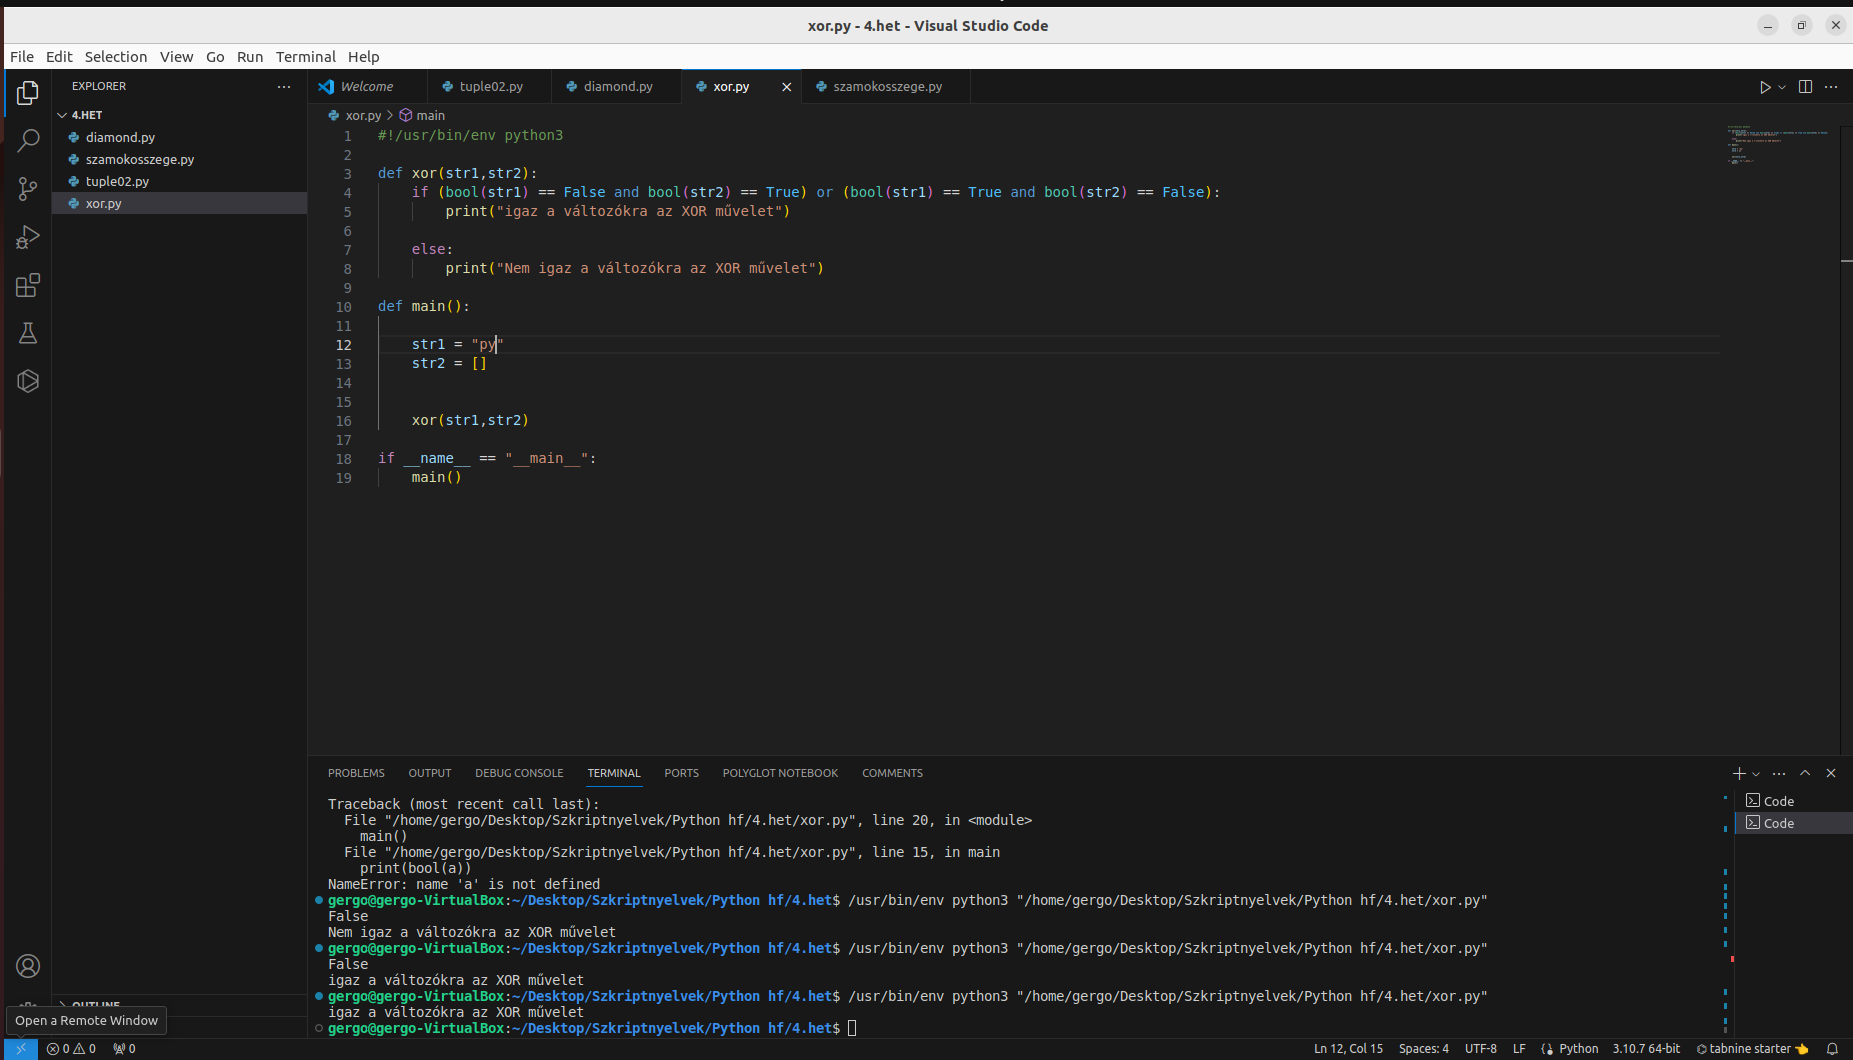 xor.py - 4.het - Visual Studio Code
File Edit Selection View Go Run Terminal Help
EXPLORER
4.HET
diamond.py
szamokosszege.py
tuple02.py
xor.py
OUTLINE
Open a Remote Window
Welcome tuple02.py diamond.py xor.py szamokosszege.py
xor.py > main
1 #!/usr/bin/env python3
2
3 def xor(str1,str2):
4 if (bool(str1) == False and bool(str2) == True) or (bool(str1) == True and bool(str2) == False):
5 print("igaz a változókra az XOR művelet")
6
7 else:
8 print("Nem igaz a változókra az XOR művelet")
9
10 def main():
11
12 str1 = "py"
13 str2 = []
14
15
16 xor(str1,str2)
17
18 if __name__ == "__main__":
19 main()
PROBLEMS OUTPUT DEBUG CONSOLE TERMINAL PORTS POLYGLOT NOTEBOOK COMMENTS
Traceback (most recent call last):
File "/home/gergo/Desktop/Szkriptnyelvek/Python hf/4.het/xor.py", line 20, in <module>
main()
File "/home/gergo/Desktop/Szkriptnyelvek/Python hf/4.het/xor.py", line 15, in main
print(bool(a))
NameError: name 'a' is not defined
gergo@gergo-VirtualBox:~/Desktop/Szkriptnyelvek/Python hf/4.het$ /usr/bin/env python3 "/home/gergo/Desktop/Szkriptnyelvek/Python hf/4.het/xor.py"
False
Nem igaz a változókra az XOR művelet
gergo@gergo-VirtualBox:~/Desktop/Szkriptnyelvek/Python hf/4.het$ /usr/bin/env python3 "/home/gergo/Desktop/Szkriptnyelvek/Python hf/4.het/xor.py"
False
igaz a változókra az XOR művelet
gergo@gergo-VirtualBox:~/Desktop/Szkriptnyelvek/Python hf/4.het$ /usr/bin/env python3 "/home/gergo/Desktop/Szkriptnyelvek/Python hf/4.het/xor.py"
igaz a változókra az XOR művelet
gergo@gergo-VirtualBox:~/Desktop/Szkriptnyelvek/Python hf/4.het$
Code
Code
0 0 0 Ln 12, Col 15 Spaces: 4 UTF-8 LF Python 3.10.7 64-bit tabnine starter